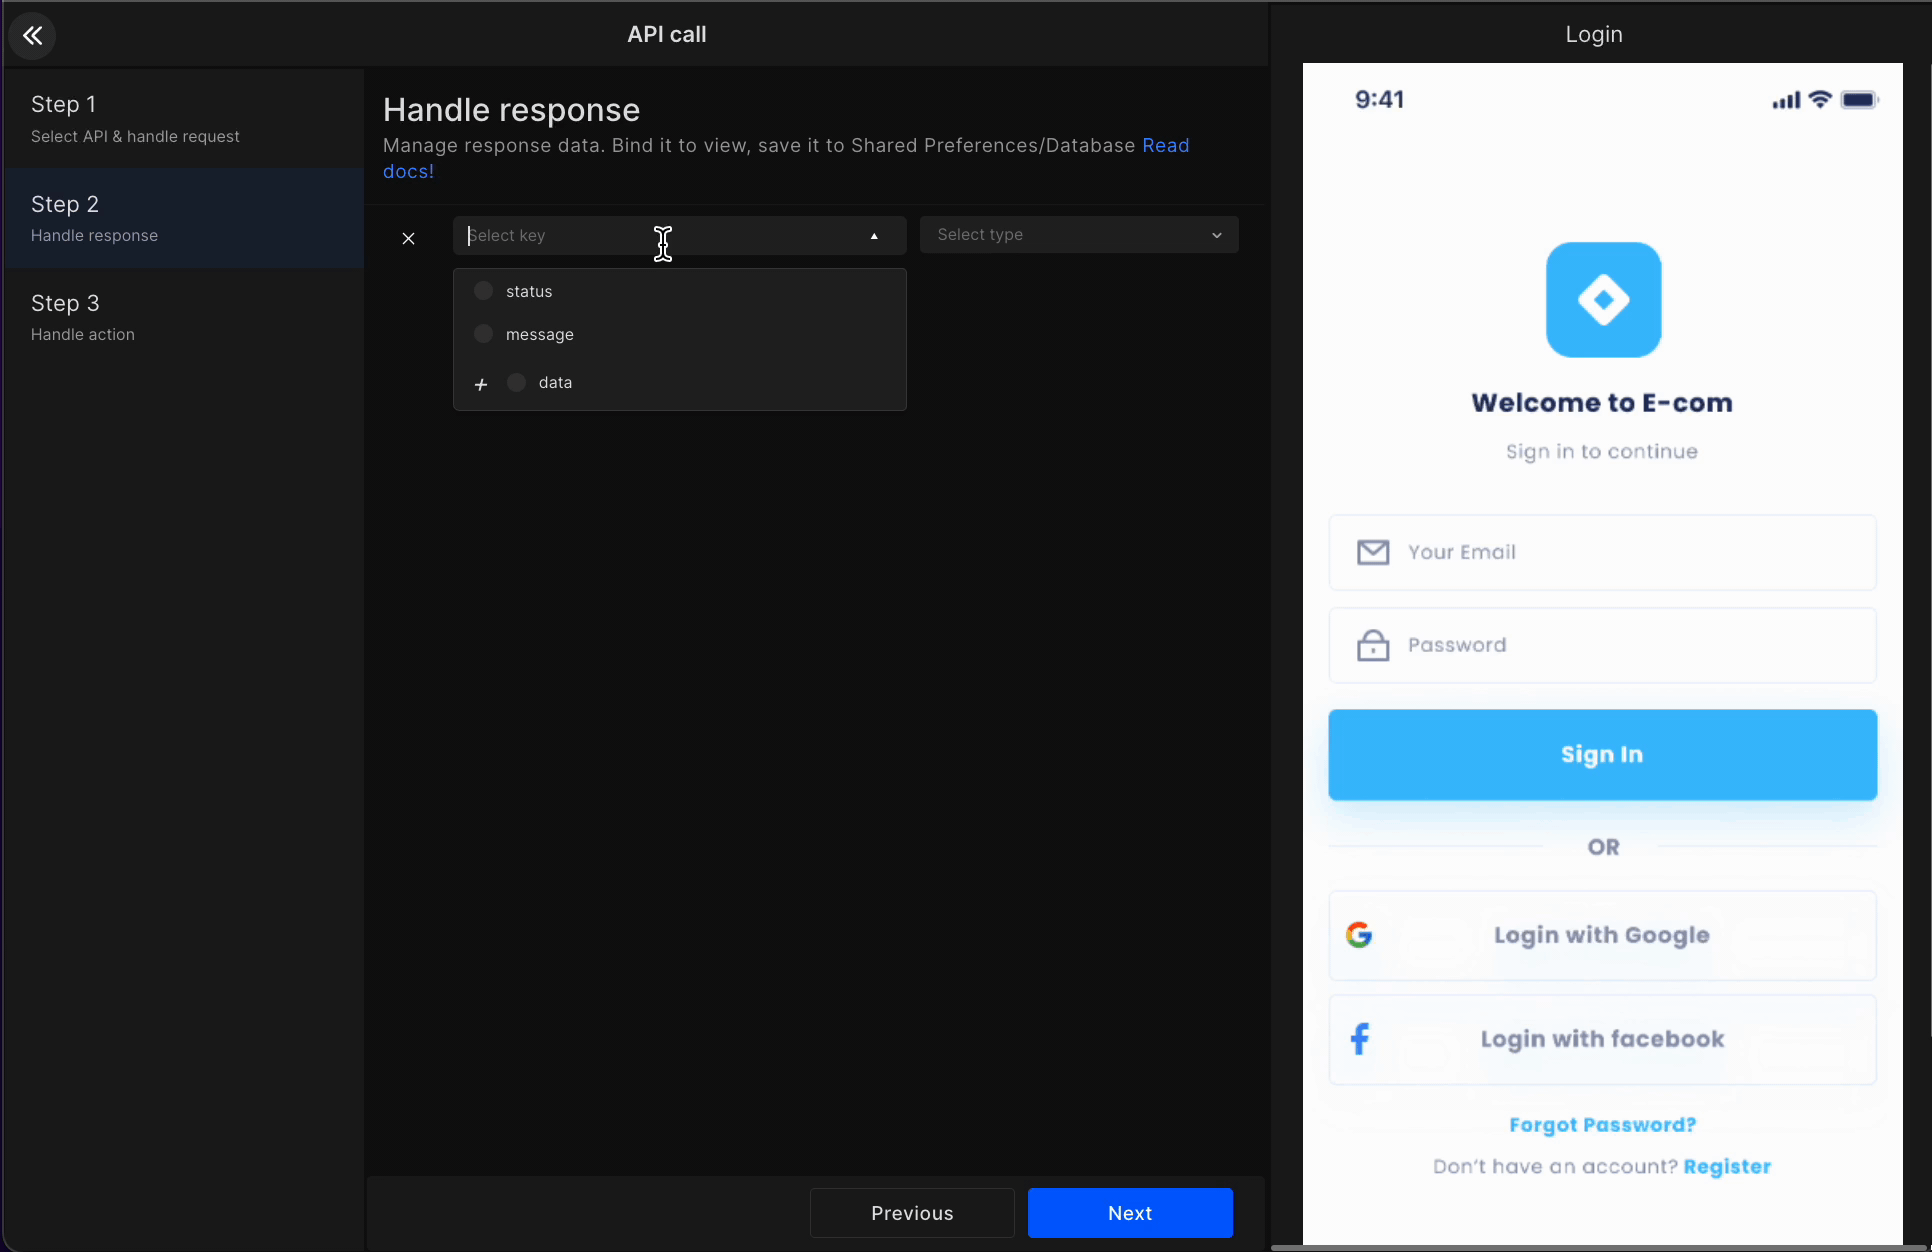 API call
Login
Step 1
Select API & handle request
Step 2
Handle response
Step 3
Handle action
Handle response
Manage response data. Bind it to view, save it to Shared Preferences/Database Read
docs!
Select key
Select type
status
message
data
Previous
Next
9:41
Welcome to E-com
Sign in to continue
Your Email
Password
Sign In
OR
Login with Google
Login with facebook
Forgot Password?
Don't have an account? Register